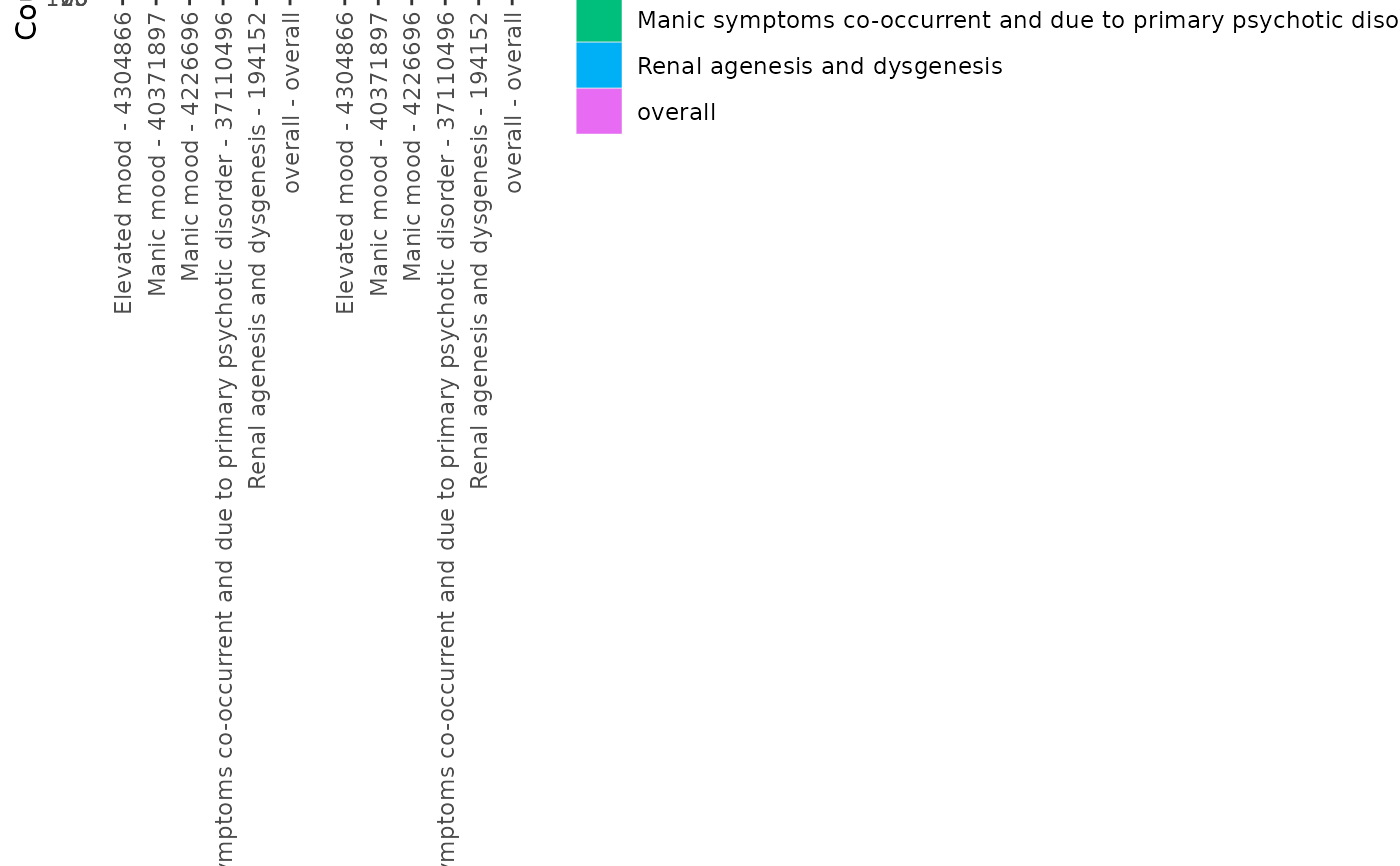 Co
Elevated mood - 4304866
Manic mood - 40371897
Manic mood - 4226696
ymptoms co-occurrent and due to primary psychotic disorder - 37110496
Renal agenesis and dysgenesis - 194152
overall - overall
Elevated mood - 4304866
Manic mood - 40371897
Manic mood - 4226696
ymptoms co-occurrent and due to primary psychotic disorder - 37110496
Renal agenesis and dysgenesis - 194152
overall - overall
Manic symptoms co-occurrent and due to primary psychotic diso
Renal agenesis and dysgenesis
overall